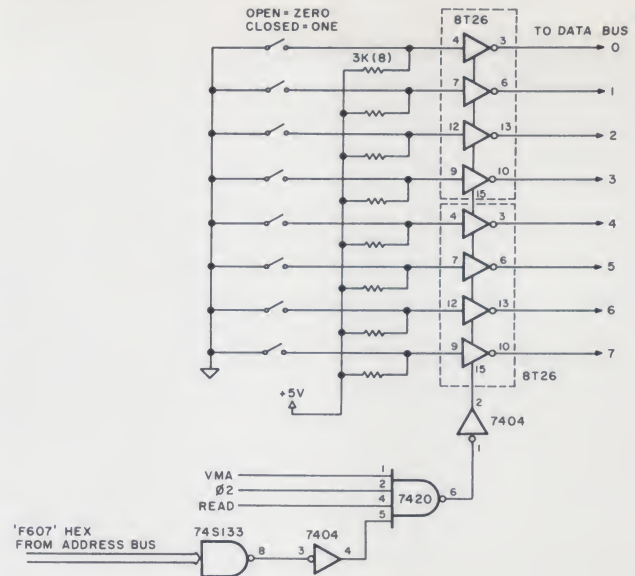 OPEN = ZERO
CLOSED = ONE
8T26
TO DATA BUS
3K (8)
4 3 0
7 6 1
12 13 2
9 10 3
15
4 3 4
7 6 5
12 13 6
9 10 7
15
8T26
+5V
2
7404
1
VMA 1
Ø2 2
READ 4
5
7420
6
'F607' HEX
FROM ADDRESS BUS
74S133
8
7404
3 4